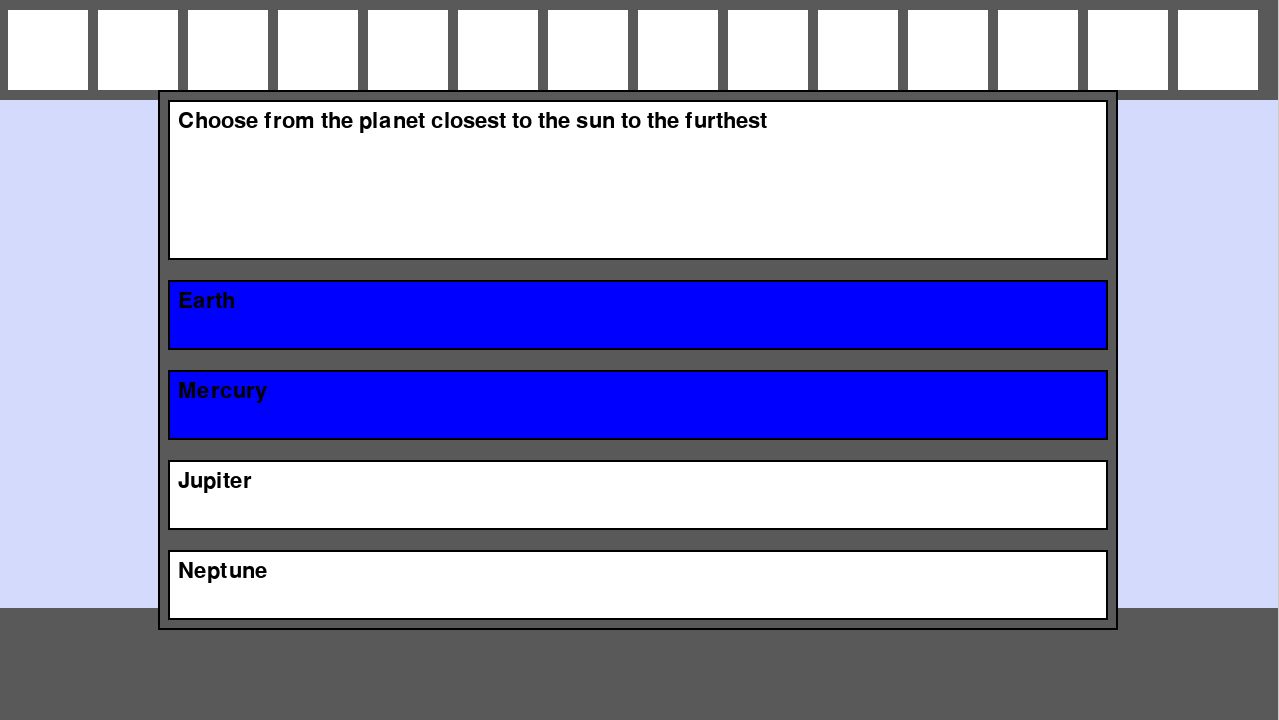 Choose from the planet closest to the sun to the furthest
Earth
Mercury
Jupiter
Neptune